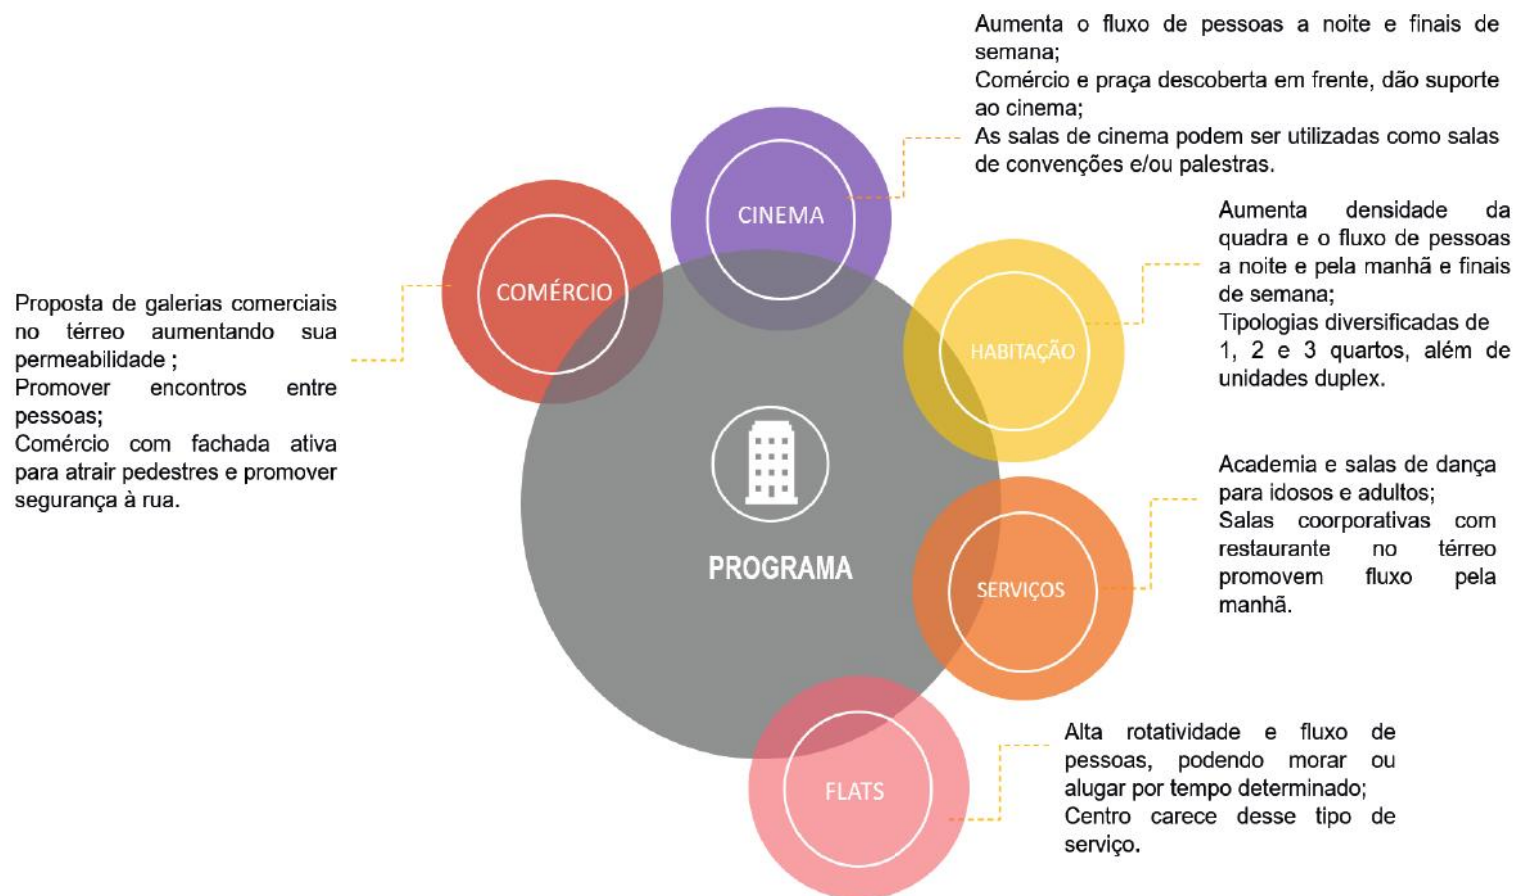 Aumenta o fluxo de pessoas a noite e finais de
semana;
Comércio e praça descoberta em frente, dão suporte
ao cinema;
As salas de cinema podem ser utilizadas como salas
de convenções e/ou palestras.
CINEMA
COMÉRCIO
Proposta de galerias comerciais
no térreo aumentando sua
permeabilidade ;
Promover encontros entre
pessoas;
Comércio com fachada ativa
para atrair pedestres e promover
segurança à rua.
HABITAÇÃO
Aumenta densidade da
quadra e o fluxo de pessoas
a noite e pela manhã e finais
de semana;
Tipologias diversificadas de
1, 2 e 3 quartos, além de
unidades duplex.
PROGRAMA
SERVIÇOS
Academia e salas de dança
para idosos e adultos;
Salas coorporativas com
restaurante no térreo
promovem fluxo pela
manhã.
FLATS
Alta rotatividade e fluxo de
pessoas, podendo morar ou
alugar por tempo determinado;
Centro carece desse tipo de
serviço.